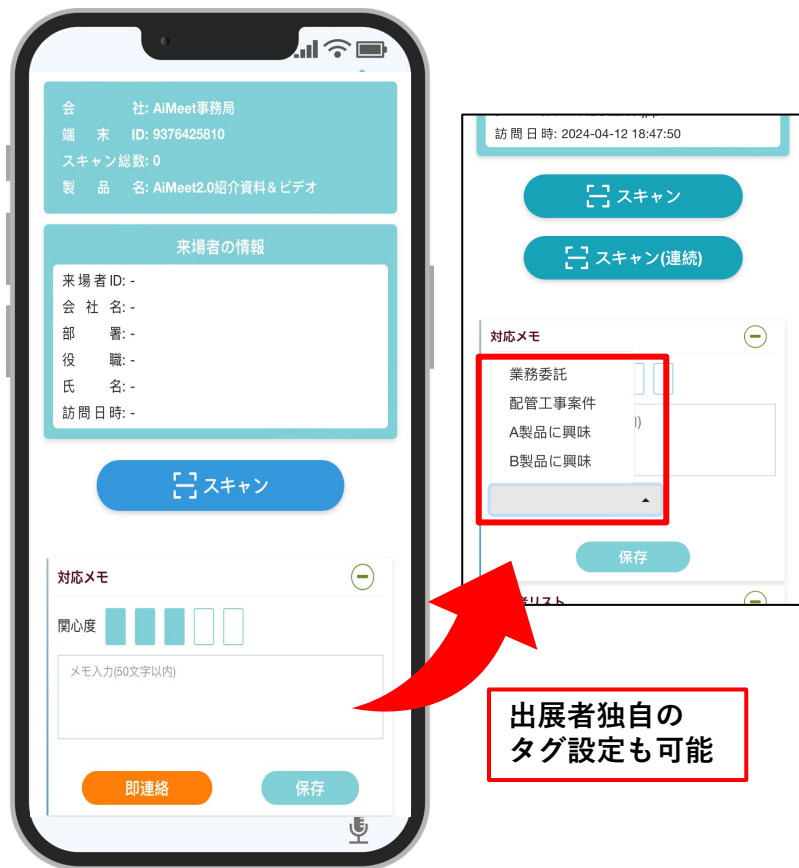 会 社: AiMeet事務局
端 末 ID: 9376425810
スキャン総数: 0
製 品 名: AiMeet2.0紹介資料＆ビデオ
来場者の情報
来場者ID: -
会 社 名: -
部 署: -
役 職: -
氏 名: -
訪問日時: -
スキャン
対応メモ
関心度
メモ入力(50文字以内)
即連絡
保存
訪問日時: 2024-04-12 18:47:50
スキャン
スキャン(連続)
対応メモ
業務委託
配管工事案件
A製品に興味
B製品に興味
保存
リスト
出展者独自の
タグ設定も可能